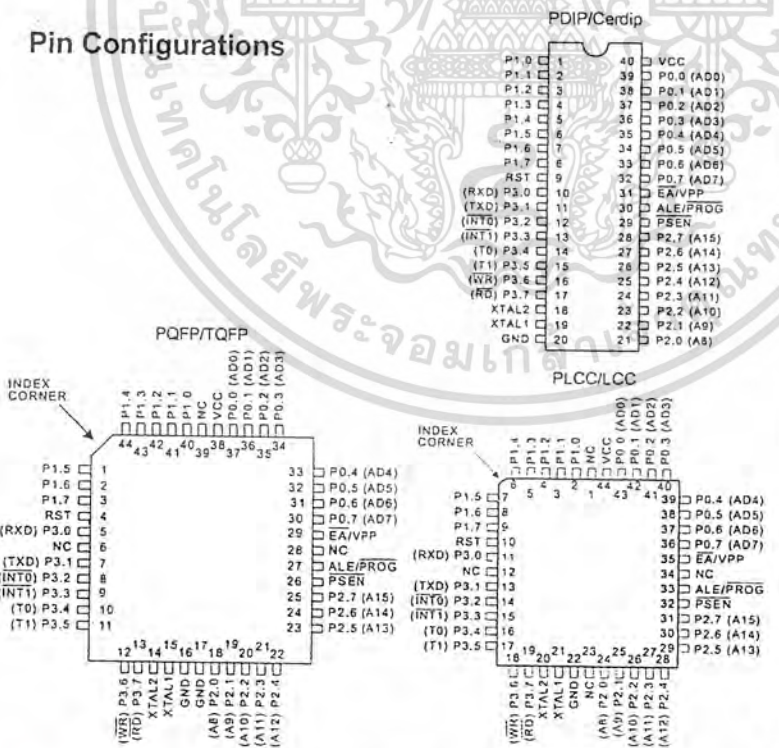 Pin Configurations
PDIP/Cerdip
P1.0 1 40 VCC
P1.1 2 39 P0.0 (AD0)
P1.2 3 38 P0.1 (AD1)
P1.3 4 37 P0.2 (AD2)
P1.4 5 36 P0.3 (AD3)
P1.5 6 35 P0.4 (AD4)
P1.6 7 34 P0.5 (AD5)
P1.7 8 33 P0.6 (AD6)
RST 9 32 P0.7 (AD7)
(RXD) P3.0 10 31 EA/VPP
(TXD) P3.1 11 30 ALE/PROG
(INT0) P3.2 12 29 PSEN
(INT1) P3.3 13 28 P2.7 (A15)
(T0) P3.4 14 27 P2.6 (A14)
(T1) P3.5 15 26 P2.5 (A13)
(WR) P3.6 16 25 P2.4 (A12)
(RD) P3.7 17 24 P2.3 (A11)
XTAL2 18 23 P2.2 (A10)
XTAL1 19 22 P2.1 (A9)
GND 20 21 P2.0 (A8)
PQFP/TQFP
INDEX
CORNER
P1.4 P1.3 P1.2 P1.1 P1.0 NC VCC P0.0 (AD0) P0.1 (AD1) P0.2 (AD2) P0.3 (AD3)
44 43 42 41 40 39 38 37 36 35 34
P1.5 1 33 P0.4 (AD4)
P1.6 2 32 P0.5 (AD5)
P1.7 3 31 P0.6 (AD6)
RST 4 30 P0.7 (AD7)
(RXD) P3.0 5 29 EA/VPP
NC 6 28 NC
(TXD) P3.1 7 27 ALE/PROG
(INT0) P3.2 8 26 PSEN
(INT1) P3.3 9 25 P2.7 (A15)
(T0) P3.4 10 24 P2.6 (A14)
(T1) P3.5 11 23 P2.5 (A13)
12 13 14 15 16 17 18 19 20 21 22
(WR) P3.6 (RD) P3.7 XTAL2 XTAL1 GND GND (A8) P2.0 (A9) P2.1 (A10) P2.2 (A11) P2.3 (A12) P2.4
PLCC/LCC
INDEX
CORNER
P1.4 P1.3 P1.2 P1.1 P1.0 NC VCC P0.0 (AD0) P0.1 (AD1) P0.2 (AD2) P0.3 (AD3)
6 5 4 3 2 1 44 43 42 41 40
P1.5 7 39 P0.4 (AD4)
P1.6 8 38 P0.5 (AD5)
P1.7 9 37 P0.6 (AD6)
RST 10 36 P0.7 (AD7)
(RXD) P3.0 11 35 EA/VPP
NC 12 34 NC
(TXD) P3.1 13 33 ALE/PROG
(INT0) P3.2 14 32 PSEN
(INT1) P3.3 15 31 P2.7 (A15)
(T0) P3.4 16 30 P2.6 (A14)
(T1) P3.5 17 29 P2.5 (A13)
18 19 20 21 22 23 24 25 26 27 28
(WR) P3.6 (RD) P3.7 XTAL2 XTAL1 GND NC (A8) P2.0 (A9) P2.1 (A10) P2.2 (A11) P2.3 (A12) P2.4